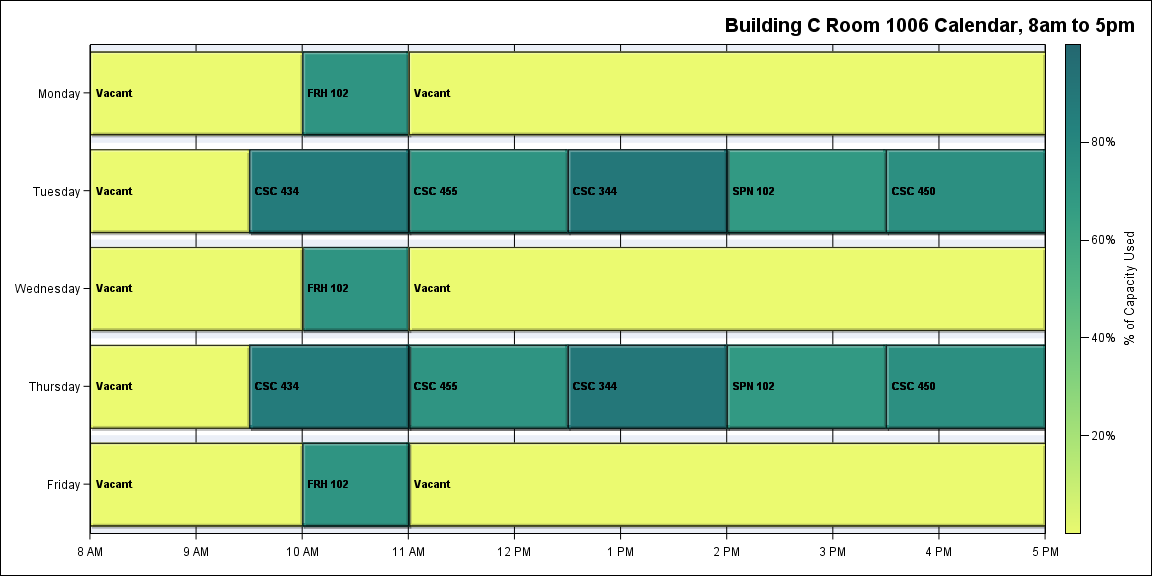 Building C Room 1006 Calendar, 8am to 5pm
Monday
Vacant
FRH 102
Vacant
Tuesday
Vacant
CSC 434
CSC 455
CSC 344
SPN 102
CSC 450
Wednesday
Vacant
FRH 102
Vacant
Thursday
Vacant
CSC 434
CSC 455
CSC 344
SPN 102
CSC 450
Friday
Vacant
FRH 102
Vacant
8 AM
9 AM
10 AM
11 AM
12 PM
1 PM
2 PM
3 PM
4 PM
5 PM
80%
60%
40%
20%
% of Capacity Used